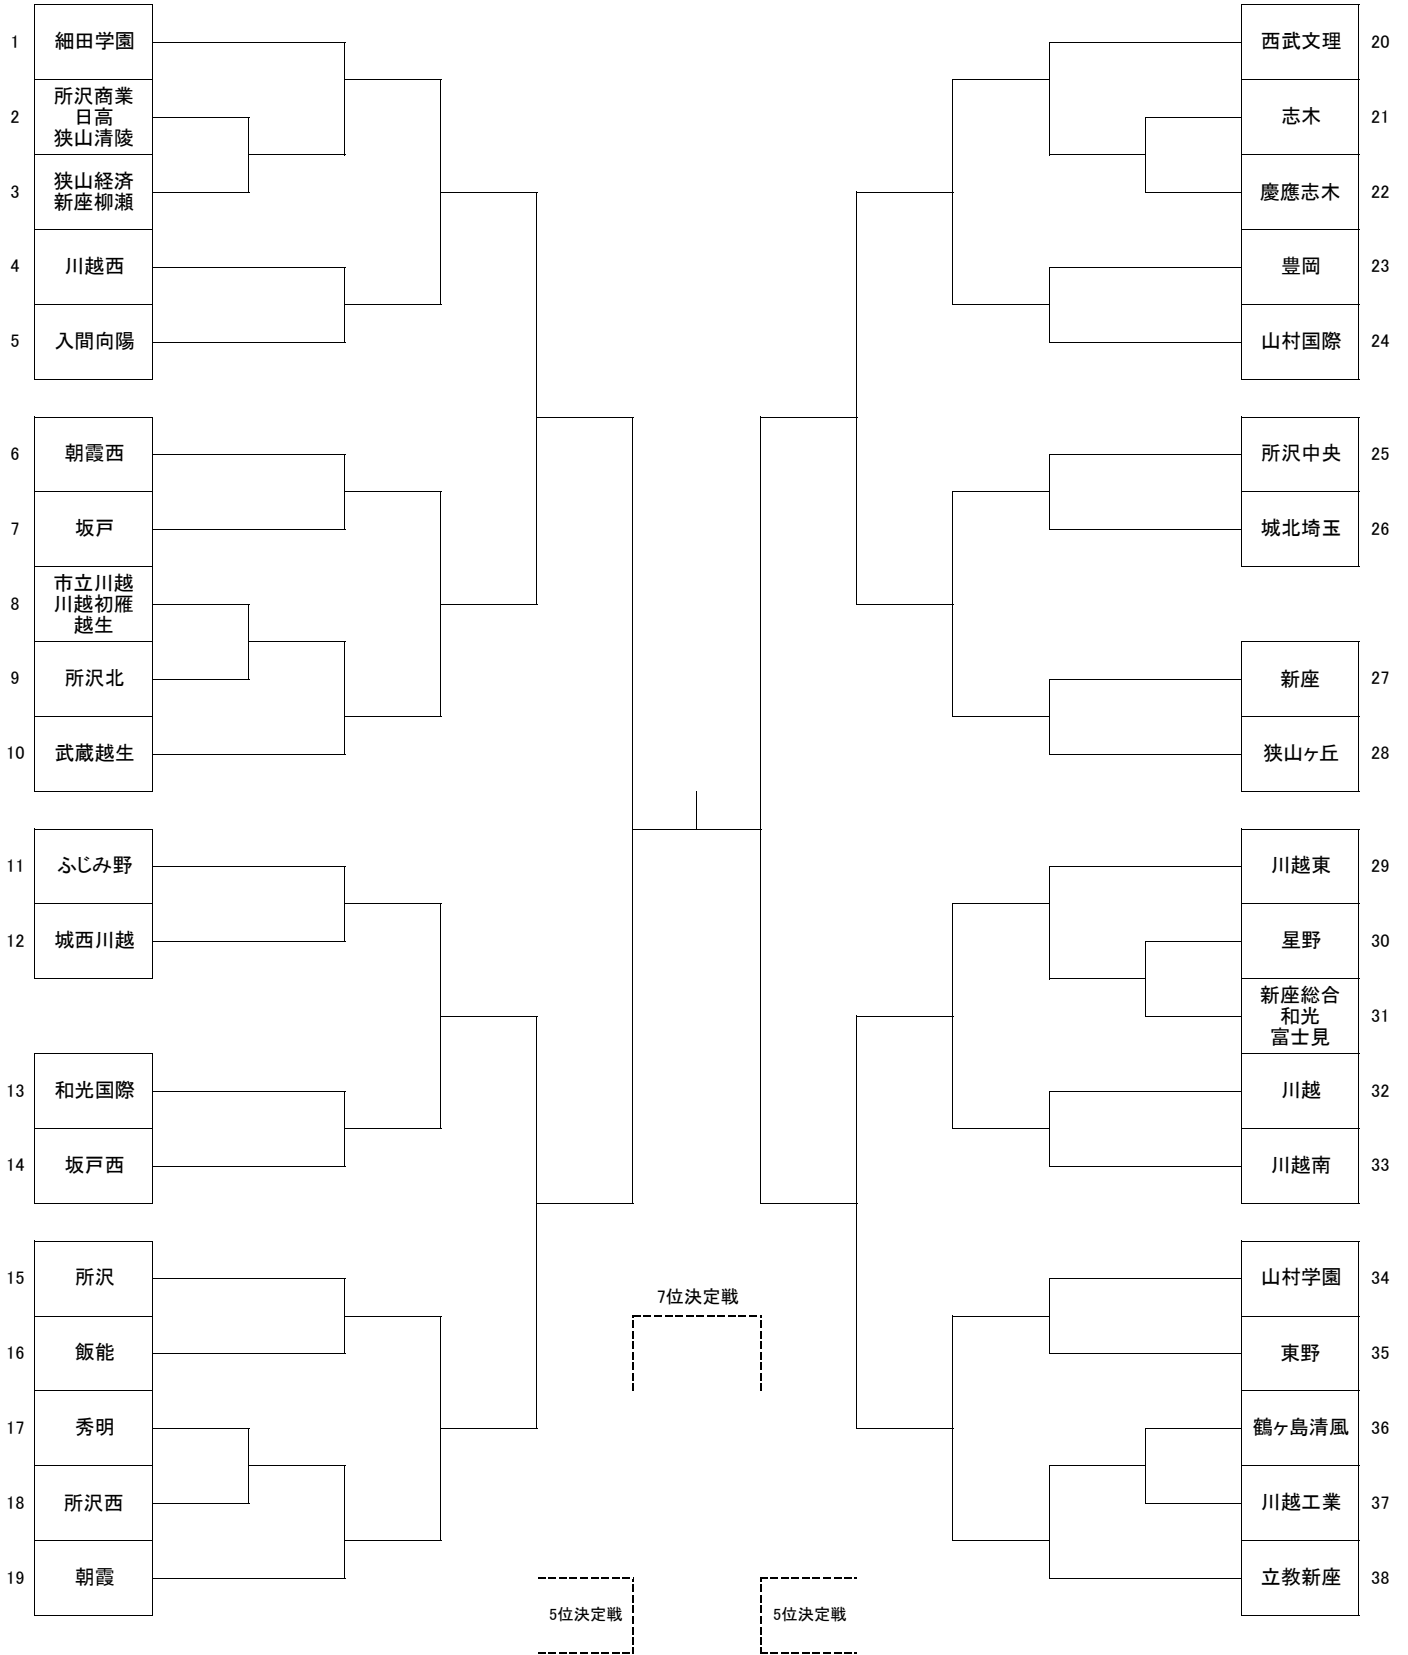 1 細田学園
2 所沢商業
日高
狭山清陵
3 狭山経済
新座柳瀬
4 川越西
5 入間向陽
6 朝霞西
7 坂戸
8 市立川越
川越初雁
越生
9 所沢北
10 武蔵越生
11 ふじみ野
12 城西川越
13 和光国際
14 坂戸西
15 所沢
16 飯能
17 秀明
18 所沢西
19 朝霞
7位決定戦
5位決定戦
5位決定戦
西武文理 20
志木 21
慶應志木 22
豊岡 23
山村国際 24
所沢中央 25
城北埼玉 26
新座 27
狭山ヶ丘 28
川越東 29
星野 30
新座総合
和光
富士見
31
川越 32
川越南 33
山村学園 34
東野 35
鶴ヶ島清風 36
川越工業 37
立教新座 38